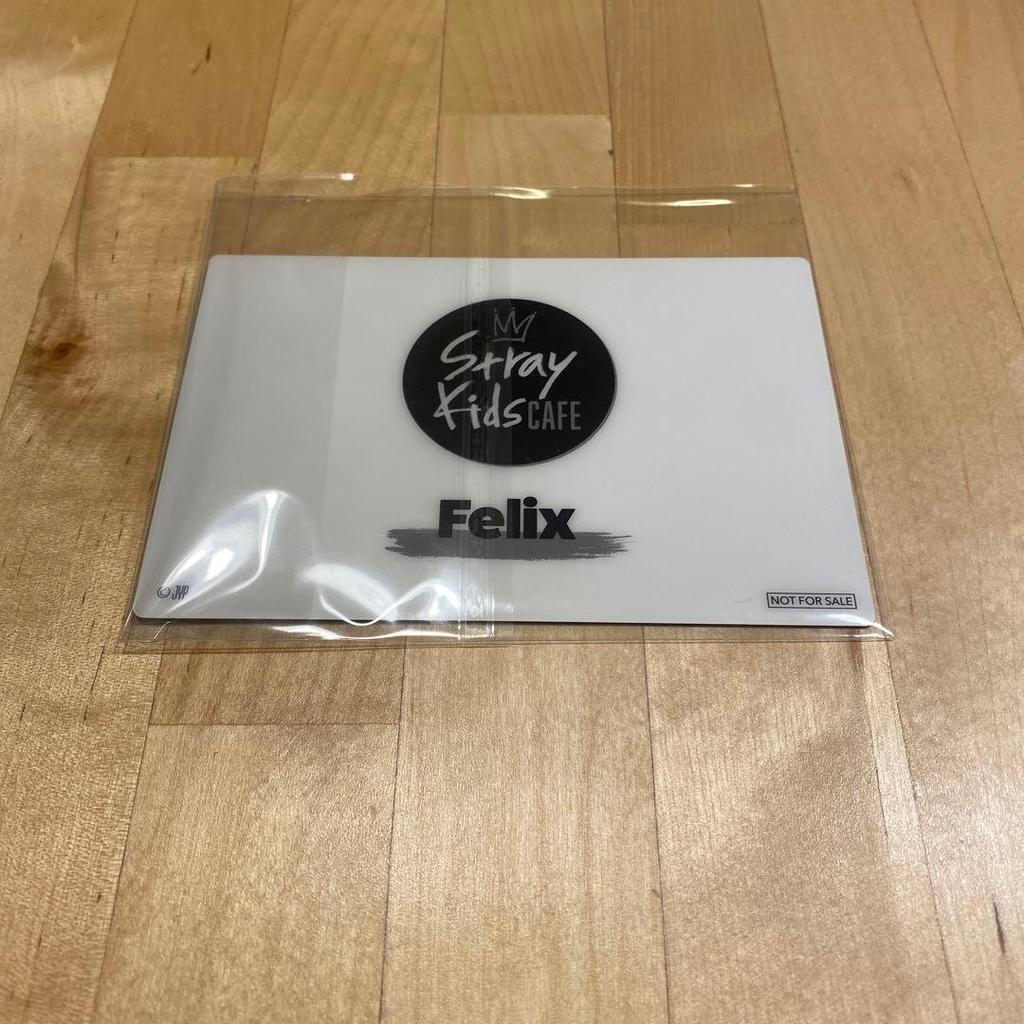 Stray
Kids CAFE
Felix
© JYP
NOT FOR SALE